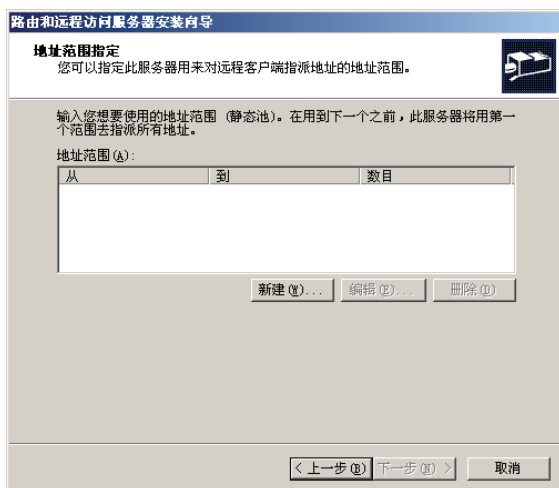 路由和远程访问服务器安装向导
地址范围指定
您可以指定此服务器用来对远程客户端指派地址的地址范围。
输入您想要使用的地址范围（静态池）。在用到下一个之前，此服务器将用第一
个范围去指派所有地址。
地址范围(A):
从 到 数目
新建(W)... 编辑(E)... 删除(D)
< 上一步(B) 下一步(N) > 取消